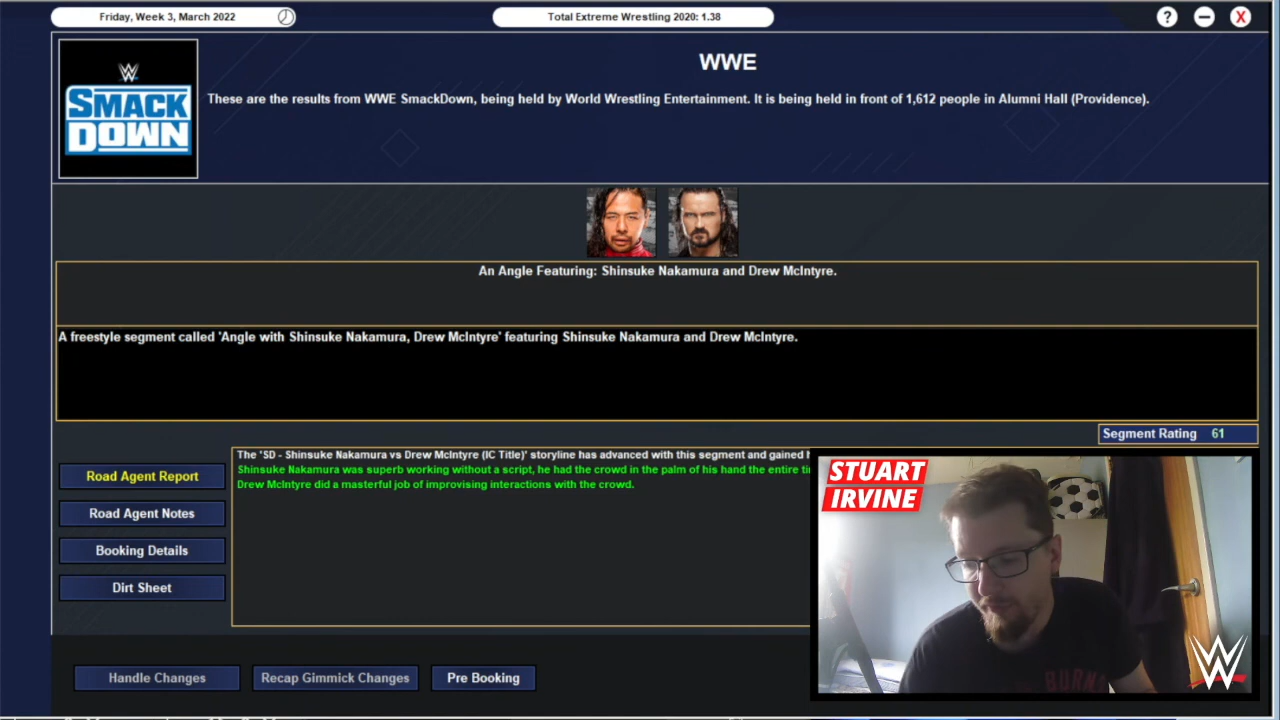 Friday, Week 3, March 2022
Total Extreme Wrestling 2020: 1.38
?
X
W
SMACK
DOWN
WWE
These are the results from WWE SmackDown, being held by World Wrestling Entertainment. It is being held in front of 1,612 people in Alumni Hall (Providence).
An Angle Featuring: Shinsuke Nakamura and Drew McIntyre.
A freestyle segment called 'Angle with Shinsuke Nakamura, Drew McIntyre' featuring Shinsuke Nakamura and Drew McIntyre.
Segment Rating 61
Road Agent Report
Road Agent Notes
Booking Details
Dirt Sheet
The 'SD - Shinsuke Nakamura vs Drew McIntyre (IC Title)' storyline has advanced with this segment and gained
Shinsuke Nakamura was superb working without a script, he had the crowd in the palm of his hand the entire
Drew McIntyre did a masterful job of improvising interactions with the crowd.
STUART
IRVINE
BURN
W
Handle Changes
Recap Gimmick Changes
Pre Booking